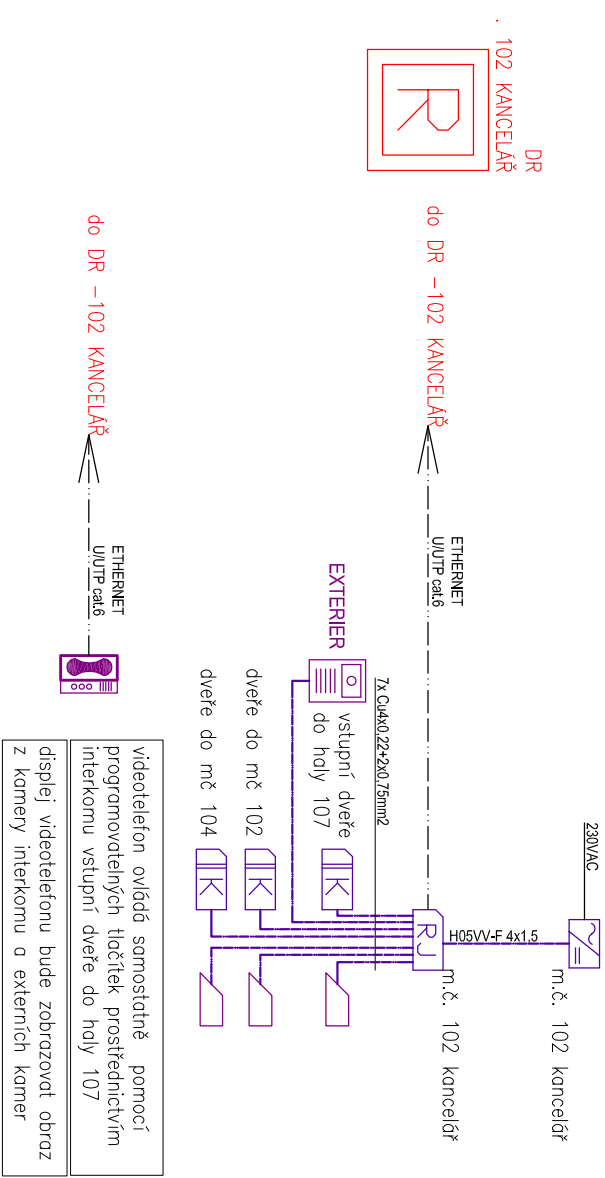 230VAC
m.č. 102 kancelář
H05VV-F 4x1,5
m.č. 102 kancelář
RJ
DR
. 102 KANCELÁŘ
R
do DR -102 KANCELÁŘ
ETHERNET
U/UTP cat.6
7x Cu4x0,22+2x0,75mm2
EXTERIER
vstupní dveře
do haly 107
K
dveře do mč 102
K
dveře do mč 104
K
do DR -102 KANCELÁŘ
ETHERNET
U/UTP cat.6
videotelefon ovládá samostatně pomocí
programovatelných tlačítek prostřednictvím
interkomu vstupní dveře do haly 107
displej videotelefonu bude zobrazovat obraz
z kamery interkomu a externích kamer